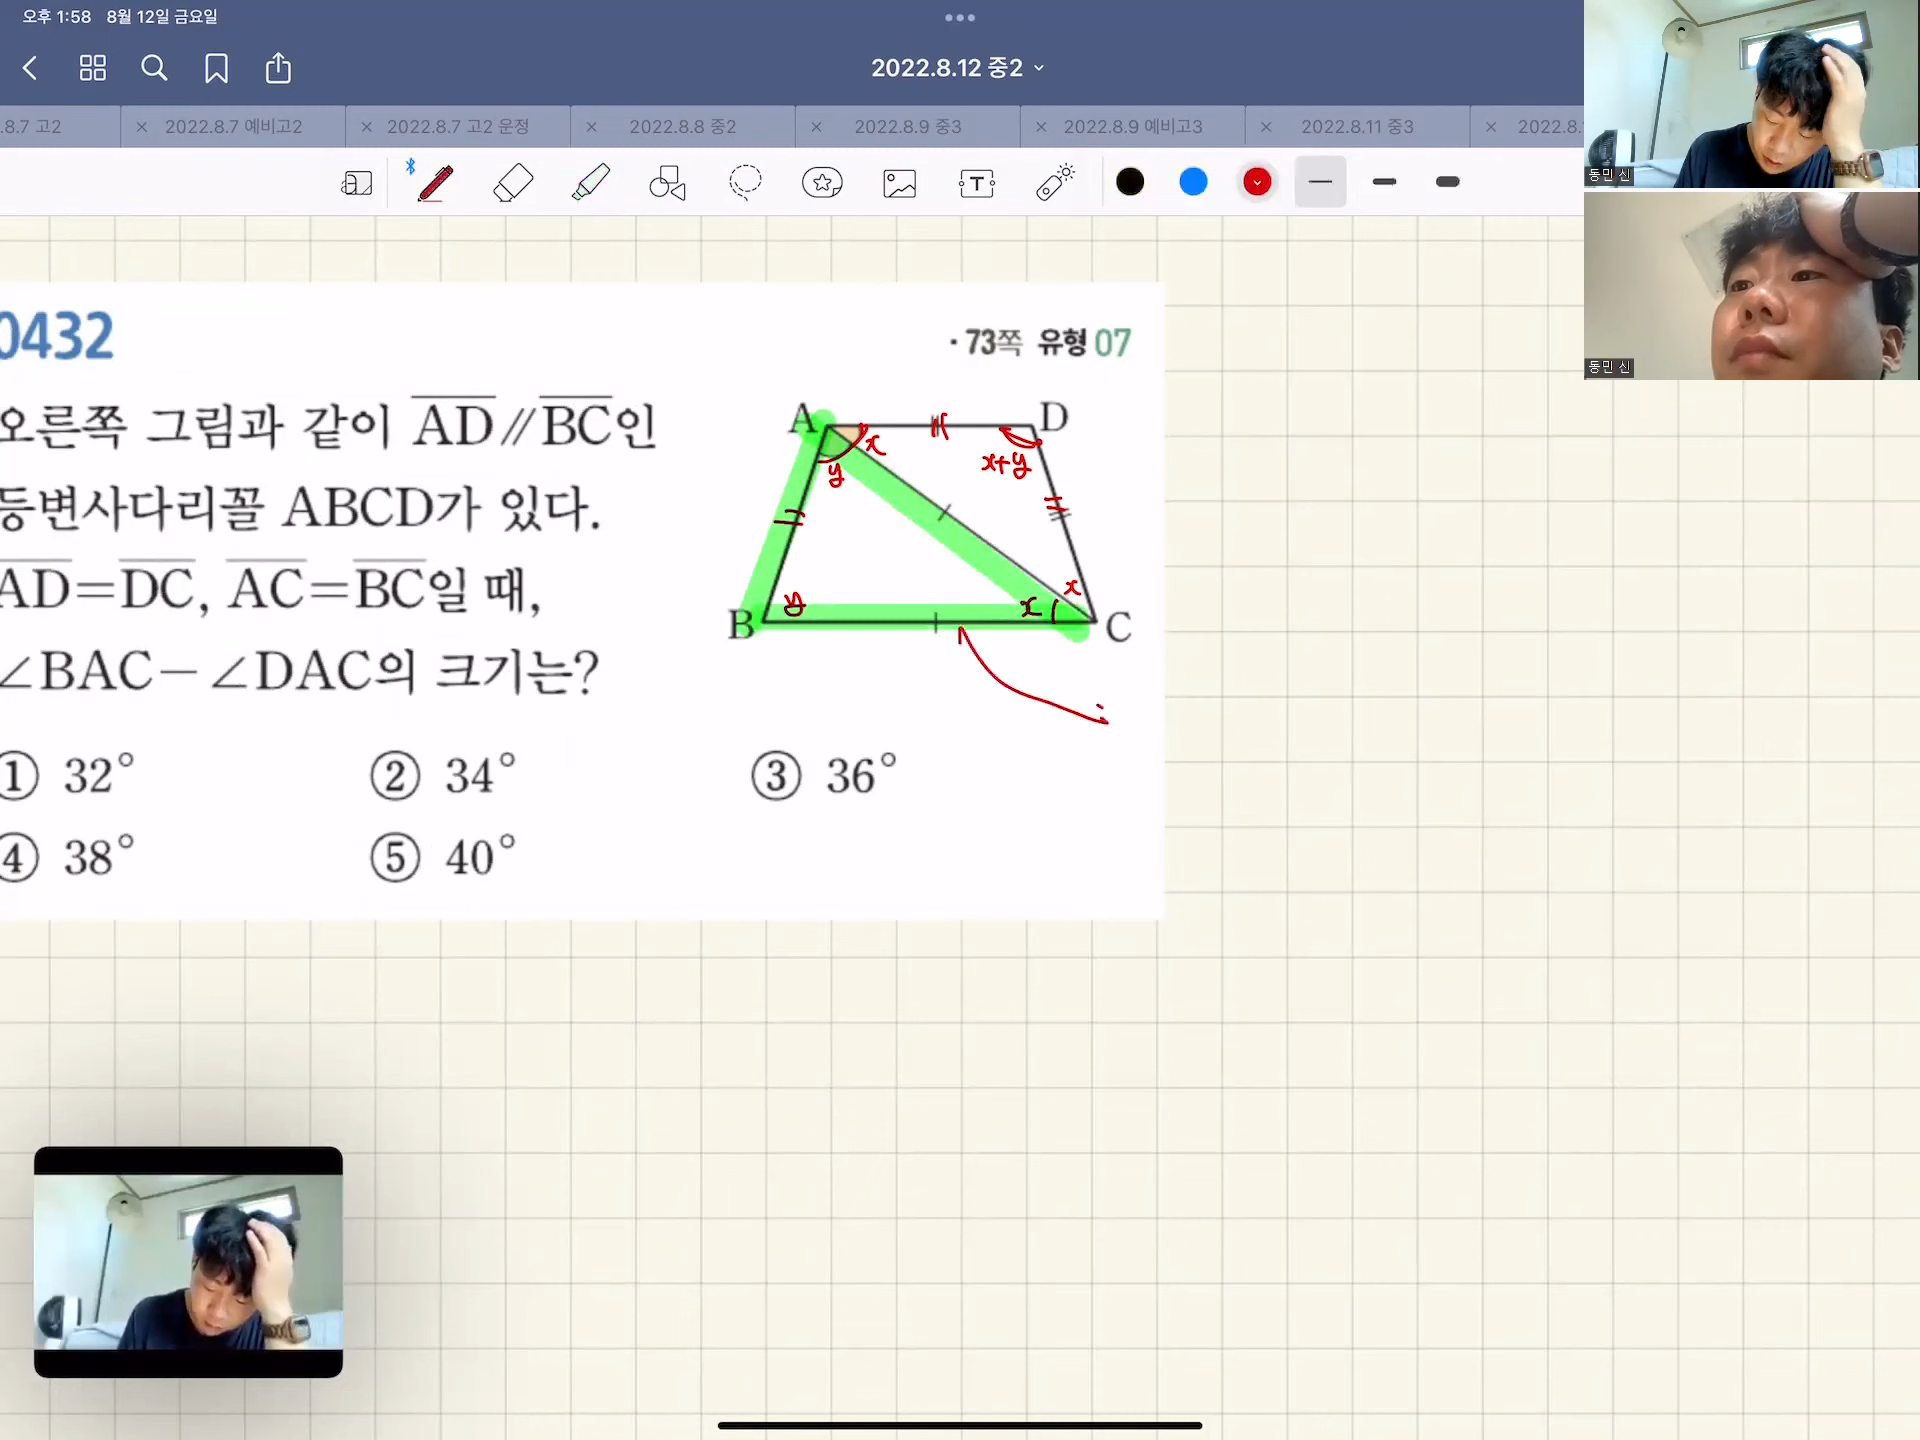 오후 1:58 8월 12일 금요일
2022.8.12 중2
.8.7 고2
2022.8.7 예비고2
2022.8.7 고2 운정
2022.8.8 중2
2022.8.9 중3
2022.8.9 예비고3
2022.8.11 중3
2022.8.
동민 신
동민 신
0432
· 73쪽 유형 07
오른쪽 그림과 같이 AD∥BC인
등변사다리꼴 ABCD가 있다.
AD=DC, AC=BC일 때,
∠BAC-∠DAC의 크기는?
A
D
x
y
x+y
x
B
y
x
C
① 32°
② 34°
③ 36°
④ 38°
⑤ 40°